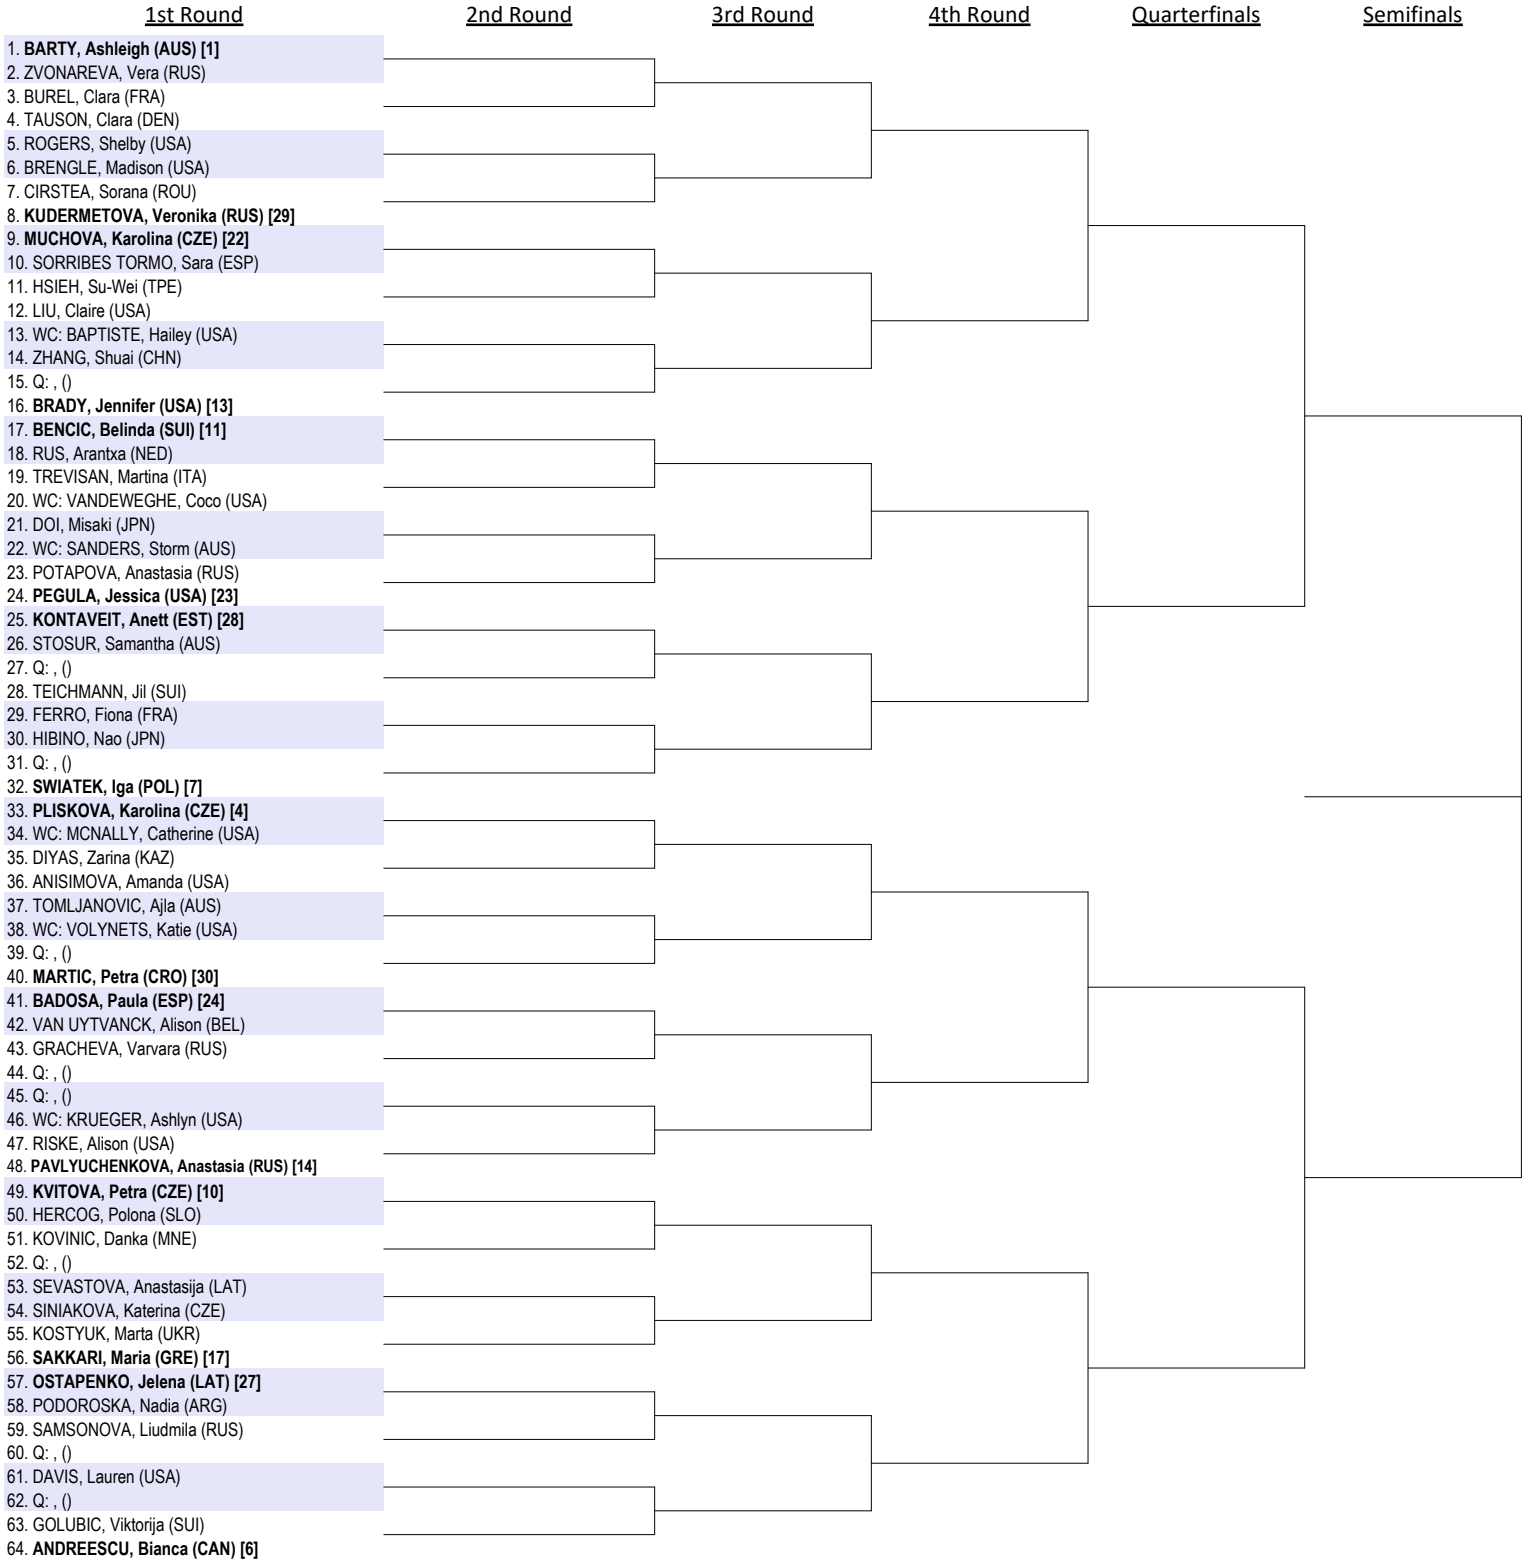 1st Round 2nd Round 3rd Round 4th Round Quarterfinals Semifinals
1. BARTY, Ashleigh (AUS) [1]
2. ZVONAREVA, Vera (RUS)
3. BUREL, Clara (FRA)
4. TAUSON, Clara (DEN)
5. ROGERS, Shelby (USA)
6. BRENGLE, Madison (USA)
7. CIRSTEA, Sorana (ROU)
8. KUDERMETOVA, Veronika (RUS) [29]
9. MUCHOVA, Karolina (CZE) [22]
10. SORRIBES TORMO, Sara (ESP)
11. HSIEH, Su-Wei (TPE)
12. LIU, Claire (USA)
13. WC: BAPTISTE, Hailey (USA)
14. ZHANG, Shuai (CHN)
15. Q: , ()
16. BRADY, Jennifer (USA) [13]
17. BENCIC, Belinda (SUI) [11]
18. RUS, Arantxa (NED)
19. TREVISAN, Martina (ITA)
20. WC: VANDEWEGHE, Coco (USA)
21. DOI, Misaki (JPN)
22. WC: SANDERS, Storm (AUS)
23. POTAPOVA, Anastasia (RUS)
24. PEGULA, Jessica (USA) [23]
25. KONTAVEIT, Anett (EST) [28]
26. STOSUR, Samantha (AUS)
27. Q: , ()
28. TEICHMANN, Jil (SUI)
29. FERRO, Fiona (FRA)
30. HIBINO, Nao (JPN)
31. Q: , ()
32. SWIATEK, Iga (POL) [7]
33. PLISKOVA, Karolina (CZE) [4]
34. WC: MCNALLY, Catherine (USA)
35. DIYAS, Zarina (KAZ)
36. ANISIMOVA, Amanda (USA)
37. TOMLJANOVIC, Ajla (AUS)
38. WC: VOLYNETS, Katie (USA)
39. Q: , ()
40. MARTIC, Petra (CRO) [30]
41. BADOSA, Paula (ESP) [24]
42. VAN UYTVANCK, Alison (BEL)
43. GRACHEVA, Varvara (RUS)
44. Q: , ()
45. Q: , ()
46. WC: KRUEGER, Ashlyn (USA)
47. RISKE, Alison (USA)
48. PAVLYUCHENKOVA, Anastasia (RUS) [14]
49. KVITOVA, Petra (CZE) [10]
50. HERCOG, Polona (SLO)
51. KOVINIC, Danka (MNE)
52. Q: , ()
53. SEVASTOVA, Anastasija (LAT)
54. SINIAKOVA, Katerina (CZE)
55. KOSTYUK, Marta (UKR)
56. SAKKARI, Maria (GRE) [17]
57. OSTAPENKO, Jelena (LAT) [27]
58. PODOROSKA, Nadia (ARG)
59. SAMSONOVA, Liudmila (RUS)
60. Q: , ()
61. DAVIS, Lauren (USA)
62. Q: , ()
63. GOLUBIC, Viktorija (SUI)
64. ANDREESCU, Bianca (CAN) [6]